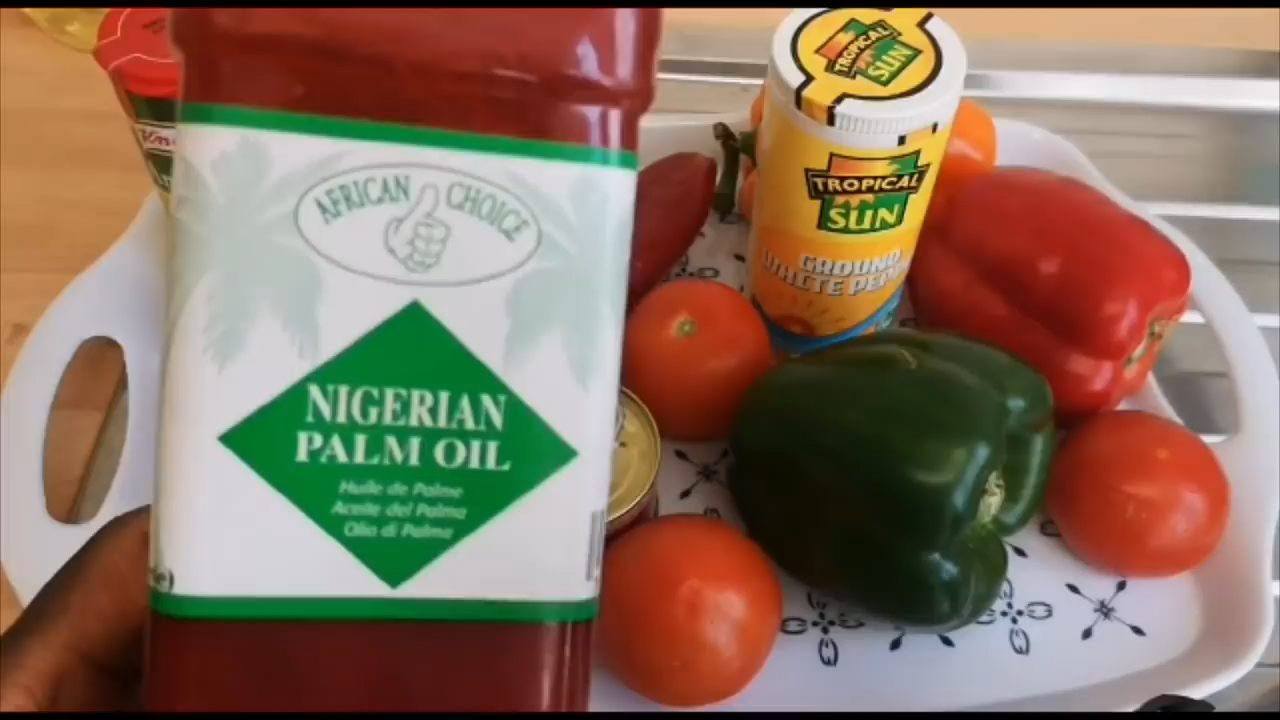 AFRICAN CHOICE
NIGERIAN
PALM OIL
Huile de Palme
Aceite del Palma
Olio di Palma
TROPICAL
SUN
TROPICAL
SUN
GROUND
WHITE